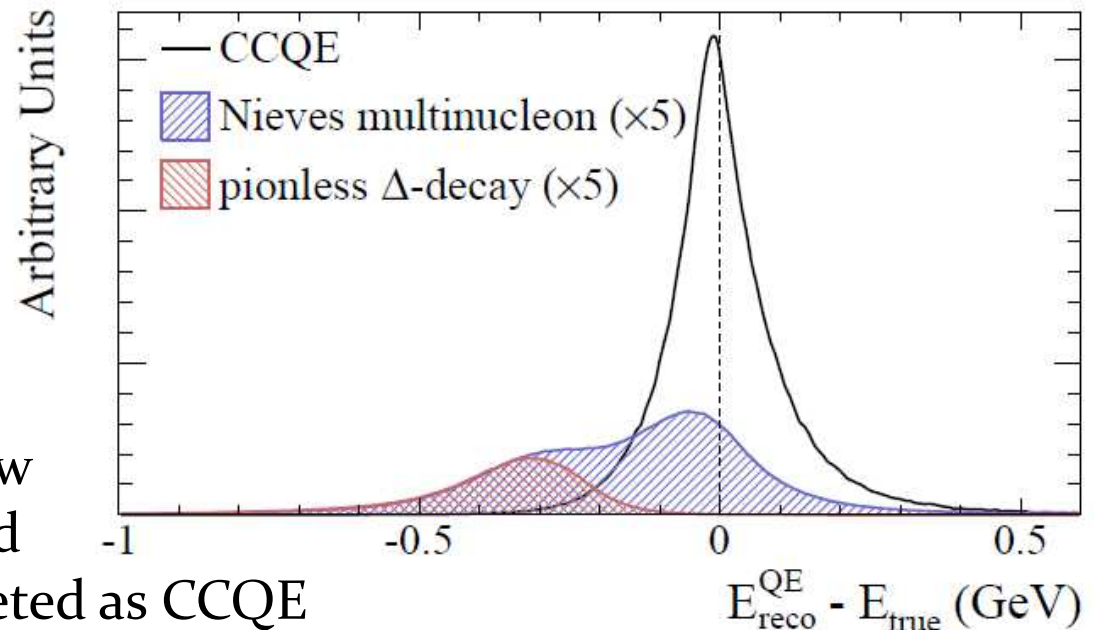 Arbitrary Units
CCQE
Nieves multinucleon (×5)
pionless Δ-decay (×5)
-1 -0.5 0 0.5
E^QE_reco - E_true (GeV)
eted as CCQE